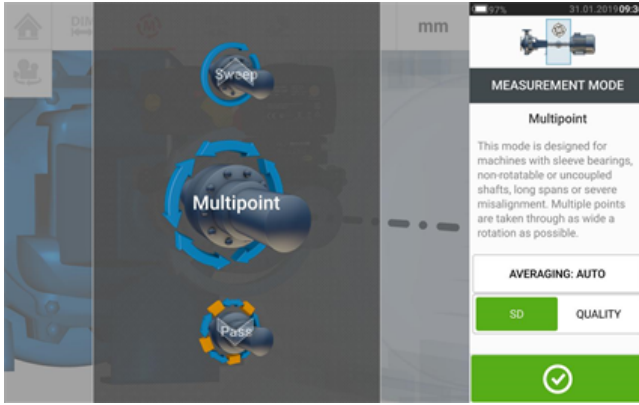 DIM
mm
Sweep
Multipoint
Pass
97%
31.01.2019 09:3
MEASUREMENT MODE
Multipoint
This mode is designed for
machines with sleeve bearings,
non-rotatable or uncoupled
shafts, long spans or severe
misalignment. Multiple points
are taken through as wide a
rotation as possible.
AVERAGING: AUTO
SD
QUALITY